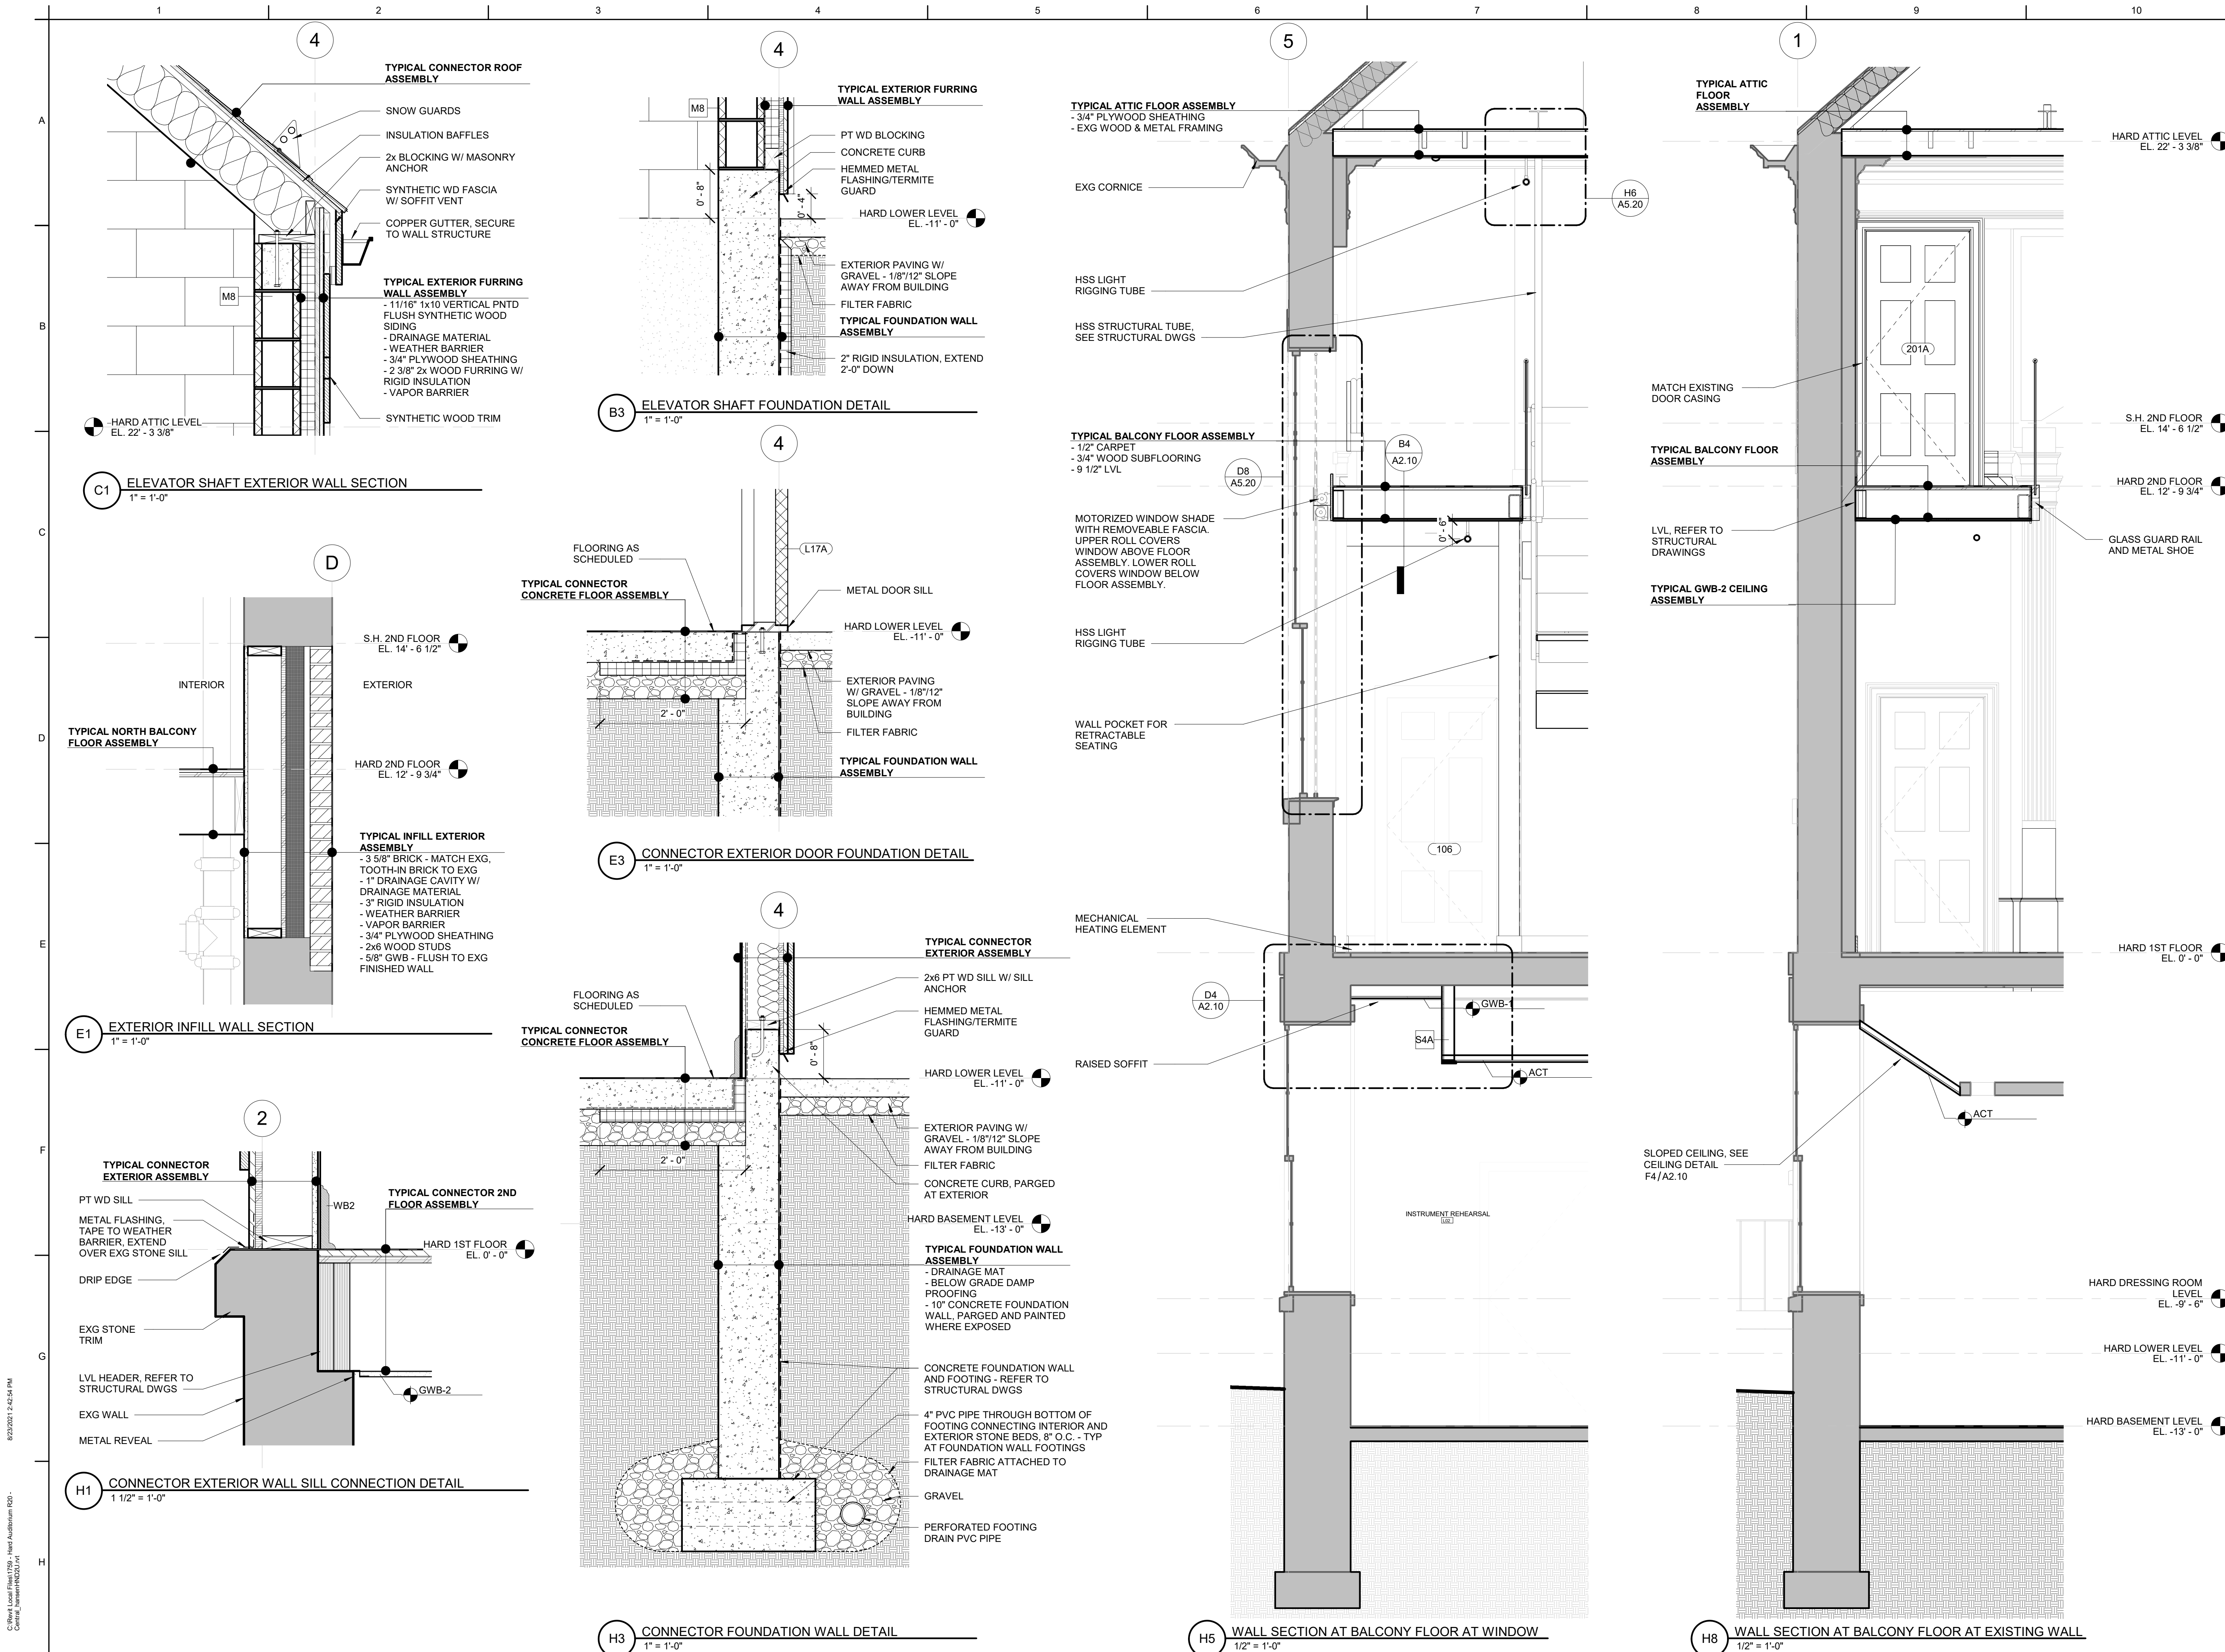 1
2
3
4
5
6
7
8
9
10
A
B
C
D
E
F
G
H
4
TYPICAL CONNECTOR ROOF
ASSEMBLY
SNOW GUARDS
INSULATION BAFFLES
2x BLOCKING W/ MASONRY
ANCHOR
SYNTHETIC WD FASCIA
W/ SOFFIT VENT
COPPER GUTTER, SECURE
TO WALL STRUCTURE
M8
TYPICAL EXTERIOR FURRING
WALL ASSEMBLY
- 11/16" 1x10 VERTICAL PNTD
FLUSH SYNTHETIC WOOD
SIDING
- DRAINAGE MATERIAL
- WEATHER BARRIER
- 3/4" PLYWOOD SHEATHING
- 2 3/8" 2x WOOD FURRING W/
RIGID INSULATION
- VAPOR BARRIER
SYNTHETIC WOOD TRIM
HARD ATTIC LEVEL
EL. 22' - 3 3/8"
C1
ELEVATOR SHAFT EXTERIOR WALL SECTION
1" = 1'-0"
D
S.H. 2ND FLOOR
EL. 14' - 6 1/2"
INTERIOR
EXTERIOR
TYPICAL NORTH BALCONY
FLOOR ASSEMBLY
HARD 2ND FLOOR
EL. 12' - 9 3/4"
TYPICAL INFILL EXTERIOR
ASSEMBLY
- 3 5/8" BRICK - MATCH EXG,
TOOTH-IN BRICK TO EXG
- 1" DRAINAGE CAVITY W/
DRAINAGE MATERIAL
- 3" RIGID INSULATION
- WEATHER BARRIER
- VAPOR BARRIER
- 3/4" PLYWOOD SHEATHING
- 2x6 WOOD STUDS
- 5/8" GWB - FLUSH TO EXG
FINISHED WALL
E1
EXTERIOR INFILL WALL SECTION
1" = 1'-0"
2
TYPICAL CONNECTOR
EXTERIOR ASSEMBLY
PT WD SILL
METAL FLASHING,
TAPE TO WEATHER
BARRIER, EXTEND
OVER EXG STONE SILL
DRIP EDGE
EXG STONE
TRIM
LVL HEADER, REFER TO
STRUCTURAL DWGS
EXG WALL
METAL REVEAL
WB2
TYPICAL CONNECTOR 2ND
FLOOR ASSEMBLY
HARD 1ST FLOOR
EL. 0' - 0"
GWB-2
H1
CONNECTOR EXTERIOR WALL SILL CONNECTION DETAIL
1 1/2" = 1'-0"
4
M8
TYPICAL EXTERIOR FURRING
WALL ASSEMBLY
PT WD BLOCKING
CONCRETE CURB
HEMMED METAL
FLASHING/TERMITE
GUARD
0' - 8"
0' - 4"
HARD LOWER LEVEL
EL. -11' - 0"
EXTERIOR PAVING W/
GRAVEL - 1/8"/12" SLOPE
AWAY FROM BUILDING
FILTER FABRIC
TYPICAL FOUNDATION WALL
ASSEMBLY
2" RIGID INSULATION, EXTEND
2'-0" DOWN
B3
ELEVATOR SHAFT FOUNDATION DETAIL
1" = 1'-0"
4
FLOORING AS
SCHEDULED
L17A
TYPICAL CONNECTOR
CONCRETE FLOOR ASSEMBLY
METAL DOOR SILL
HARD LOWER LEVEL
EL. -11' - 0"
2' - 0"
EXTERIOR PAVING
W/ GRAVEL - 1/8"/12"
SLOPE AWAY FROM
BUILDING
FILTER FABRIC
TYPICAL FOUNDATION WALL
ASSEMBLY
E3
CONNECTOR EXTERIOR DOOR FOUNDATION DETAIL
1" = 1'-0"
4
TYPICAL CONNECTOR
EXTERIOR ASSEMBLY
2x6 PT WD SILL W/ SILL
ANCHOR
FLOORING AS
SCHEDULED
HEMMED METAL
FLASHING/TERMITE
GUARD
TYPICAL CONNECTOR
CONCRETE FLOOR ASSEMBLY
0' - 8"
HARD LOWER LEVEL
EL. -11' - 0"
2' - 0"
EXTERIOR PAVING W/
GRAVEL - 1/8"/12" SLOPE
AWAY FROM BUILDING
FILTER FABRIC
CONCRETE CURB, PARGED
AT EXTERIOR
HARD BASEMENT LEVEL
EL. -13' - 0"
TYPICAL FOUNDATION WALL
ASSEMBLY
- DRAINAGE MAT
- BELOW GRADE DAMP
PROOFING
- 10" CONCRETE FOUNDATION
WALL, PARGED AND PAINTED
WHERE EXPOSED
CONCRETE FOUNDATION WALL
AND FOOTING - REFER TO
STRUCTURAL DWGS
4" PVC PIPE THROUGH BOTTOM OF
FOOTING CONNECTING INTERIOR AND
EXTERIOR STONE BEDS, 8" O.C. - TYP
AT FOUNDATION WALL FOOTINGS
FILTER FABRIC ATTACHED TO
DRAINAGE MAT
GRAVEL
PERFORATED FOOTING
DRAIN PVC PIPE
H3
CONNECTOR FOUNDATION WALL DETAIL
1" = 1'-0"
5
TYPICAL ATTIC FLOOR ASSEMBLY
- 3/4" PLYWOOD SHEATHING
- EXG WOOD & METAL FRAMING
EXG CORNICE
H6
A5.20
HSS LIGHT
RIGGING TUBE
HSS STRUCTURAL TUBE,
SEE STRUCTURAL DWGS
TYPICAL BALCONY FLOOR ASSEMBLY
- 1/2" CARPET
- 3/4" WOOD SUBFLOORING
- 9 1/2" LVL
D8
A5.20
B4
A2.10
MOTORIZED WINDOW SHADE
WITH REMOVEABLE FASCIA.
UPPER ROLL COVERS
WINDOW ABOVE FLOOR
ASSEMBLY. LOWER ROLL
COVERS WINDOW BELOW
FLOOR ASSEMBLY.
0' - 6"
HSS LIGHT
RIGGING TUBE
WALL POCKET FOR
RETRACTABLE
SEATING
106
MECHANICAL
HEATING ELEMENT
D4
A2.10
GWB-1
S4A
RAISED SOFFIT
ACT
INSTRUMENT REHEARSAL
L02
H5
WALL SECTION AT BALCONY FLOOR AT WINDOW
1/2" = 1'-0"
1
TYPICAL ATTIC
FLOOR
ASSEMBLY
HARD ATTIC LEVEL
EL. 22' - 3 3/8"
201A
MATCH EXISTING
DOOR CASING
S.H. 2ND FLOOR
EL. 14' - 6 1/2"
TYPICAL BALCONY FLOOR
ASSEMBLY
HARD 2ND FLOOR
EL. 12' - 9 3/4"
LVL, REFER TO
STRUCTURAL
DRAWINGS
GLASS GUARD RAIL
AND METAL SHOE
TYPICAL GWB-2 CEILING
ASSEMBLY
HARD 1ST FLOOR
EL. 0' - 0"
ACT
SLOPED CEILING, SEE
CEILING DETAIL
F4/A2.10
HARD DRESSING ROOM
LEVEL
EL. -9' - 6"
HARD LOWER LEVEL
EL. -11' - 0"
HARD BASEMENT LEVEL
EL. -13' - 0"
H8
WALL SECTION AT BALCONY FLOOR AT EXISTING WALL
1/2" = 1'-0"
8/23/2021 2:42:54 PM
C:\Revit Local Files\1759 - Hard Auditorium R20 -